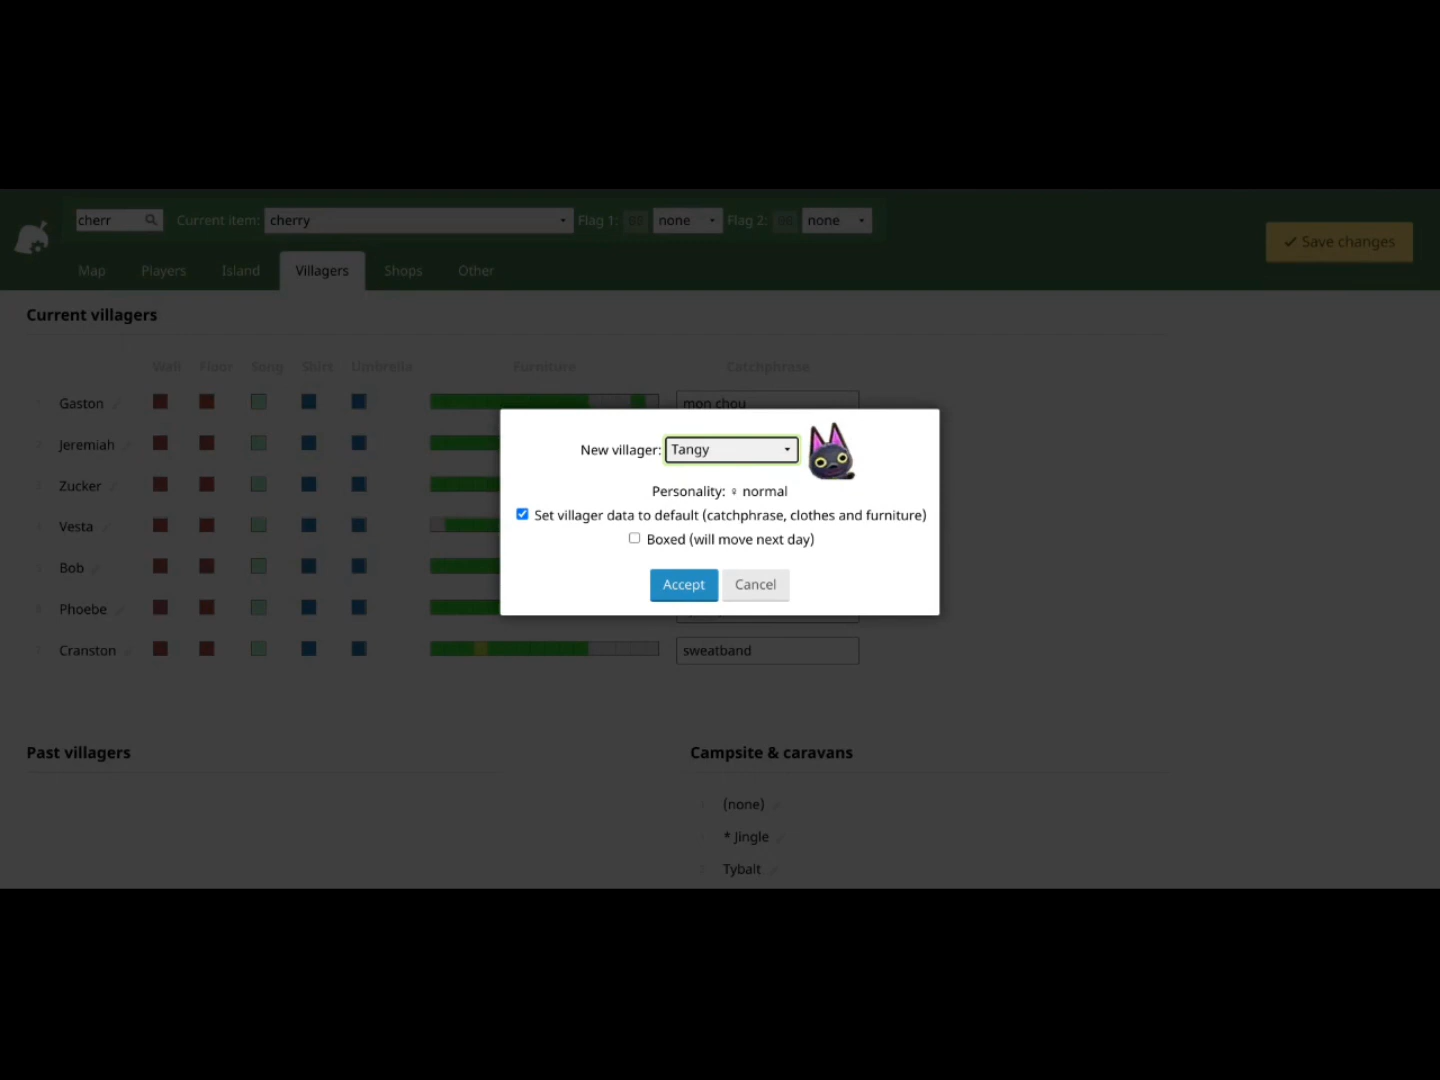 cherr Current item: cherry Flag 1: none Flag 2: none
Save changes
Map Players Island Villagers Shops Other
Current villagers
Wall Floor Song Shirt Umbrella Furniture Catchphrase
Gaston mon chou
Jeremiah
Zucker
Vesta
Bob
Phoebe
Cranston sweatband
New villager: Tangy
Personality: ♀ normal
Set villager data to default (catchphrase, clothes and furniture)
Boxed (will move next day)
Accept Cancel
Past villagers
Campsite & caravans
(none)
* Jingle
Tybalt